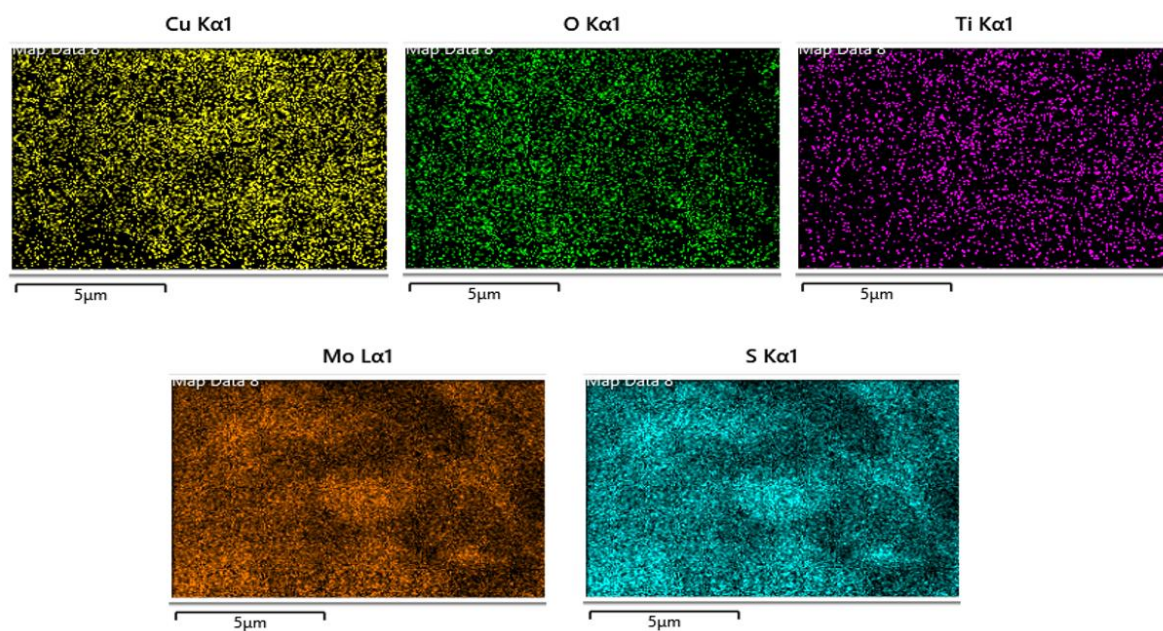 Cu Kα1
O Kα1
Ti Kα1
Map Data 8
Map Data 8
Map Data 8
5μm
5μm
5μm
Mo Lα1
S Kα1
Map Data 8
Map Data 8
5μm
5μm